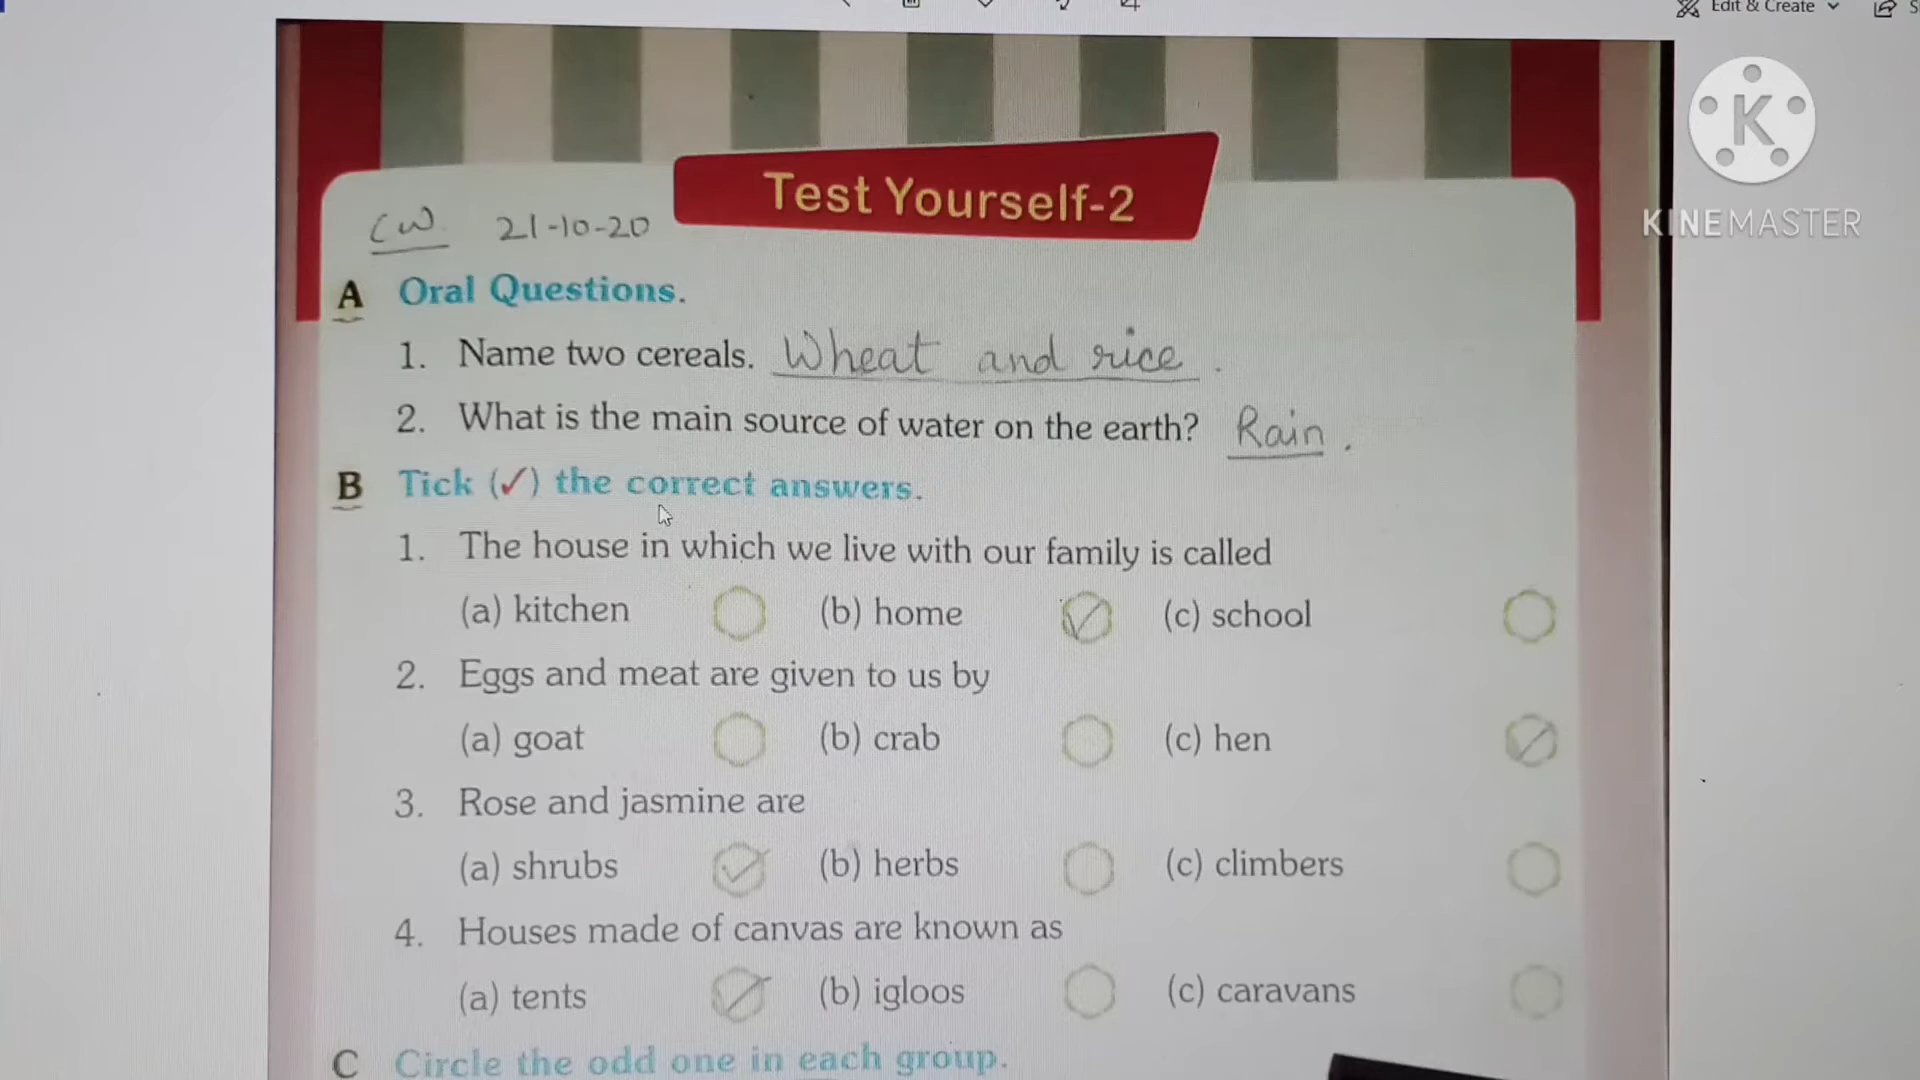 Edit & Create
KINEMASTER
Test Yourself-2
CW 21-10-20
A Oral Questions.
1. Name two cereals. Wheat and rice.
2. What is the main source of water on the earth? Rain.
B Tick (✓) the correct answers.
1. The house in which we live with our family is called
(a) kitchen (b) home ✓ (c) school
2. Eggs and meat are given to us by
(a) goat (b) crab (c) hen ✓
3. Rose and jasmine are
(a) shrubs ✓ (b) herbs (c) climbers
4. Houses made of canvas are known as
(a) tents ✓ (b) igloos (c) caravans
C Circle the odd one in each group.